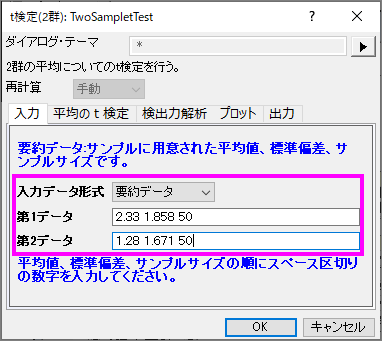 t検定(2群): TwoSampletTest
ダイアログ・テーマ *
2群の平均についてのt検定を行う。
再計算 手動
入力 平均のｔ検定 検出力解析 プロット 出力
要約データ:サンプルに用意された平均値、標準偏差、サ
ンプルサイズです。
入力データ形式 要約データ
第1データ 2.33 1.858 50
第2データ 1.28 1.671 50
平均値、標準偏差、サンプルサイズの順にスペース区切り
の数字を入力してください。
OK キャンセル